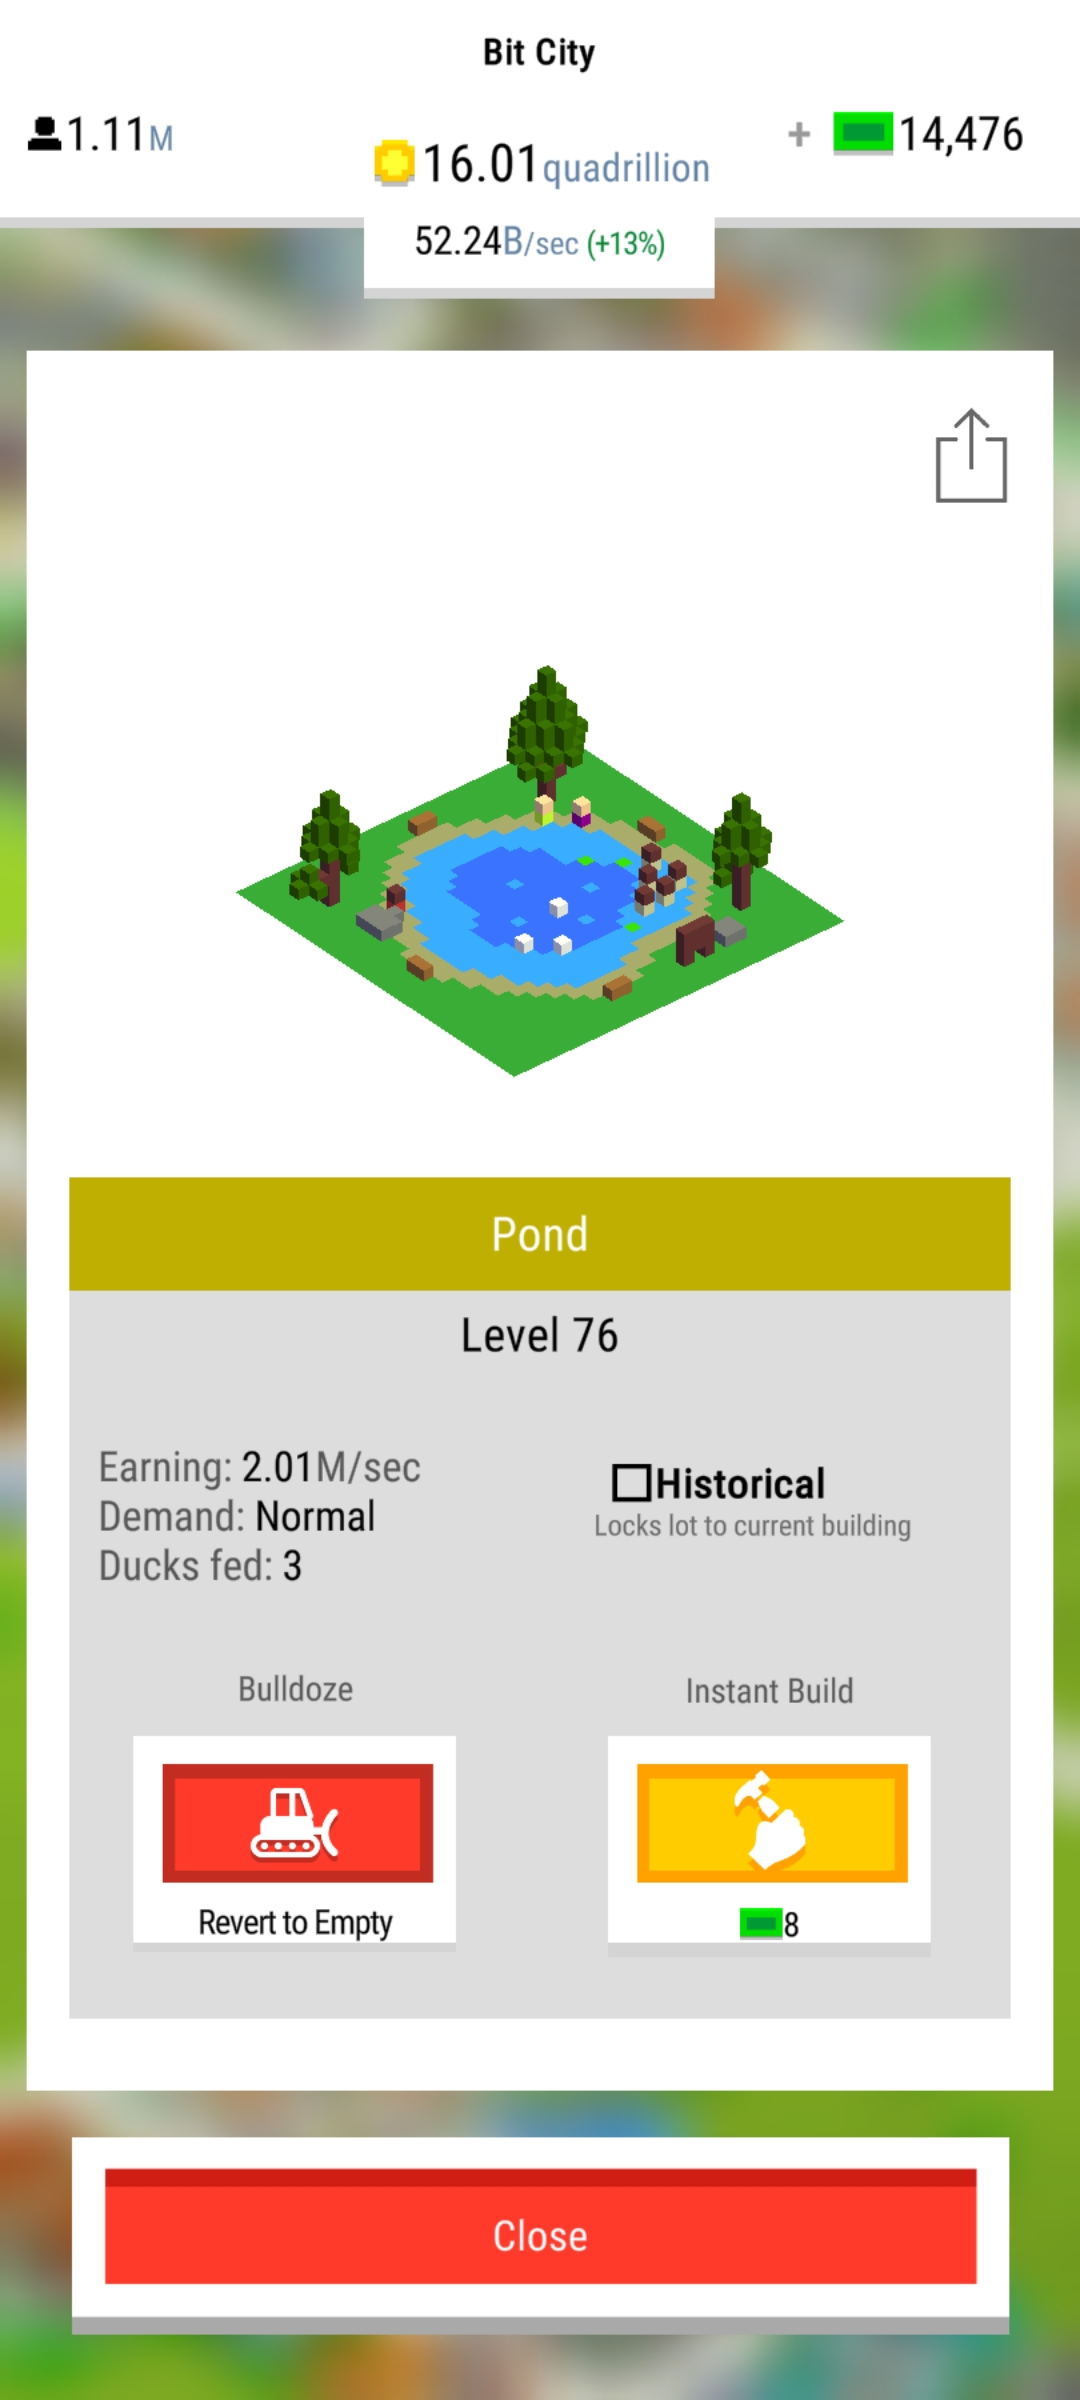 Bit City
1.11M
16.01quadrillion
+ 14,476
52.24B/sec (+13%)
Pond
Level 76
Earning: 2.01M/sec
Demand: Normal
Ducks fed: 3
Historical
Locks lot to current building
Bulldoze
Instant Build
Revert to Empty
8
Close